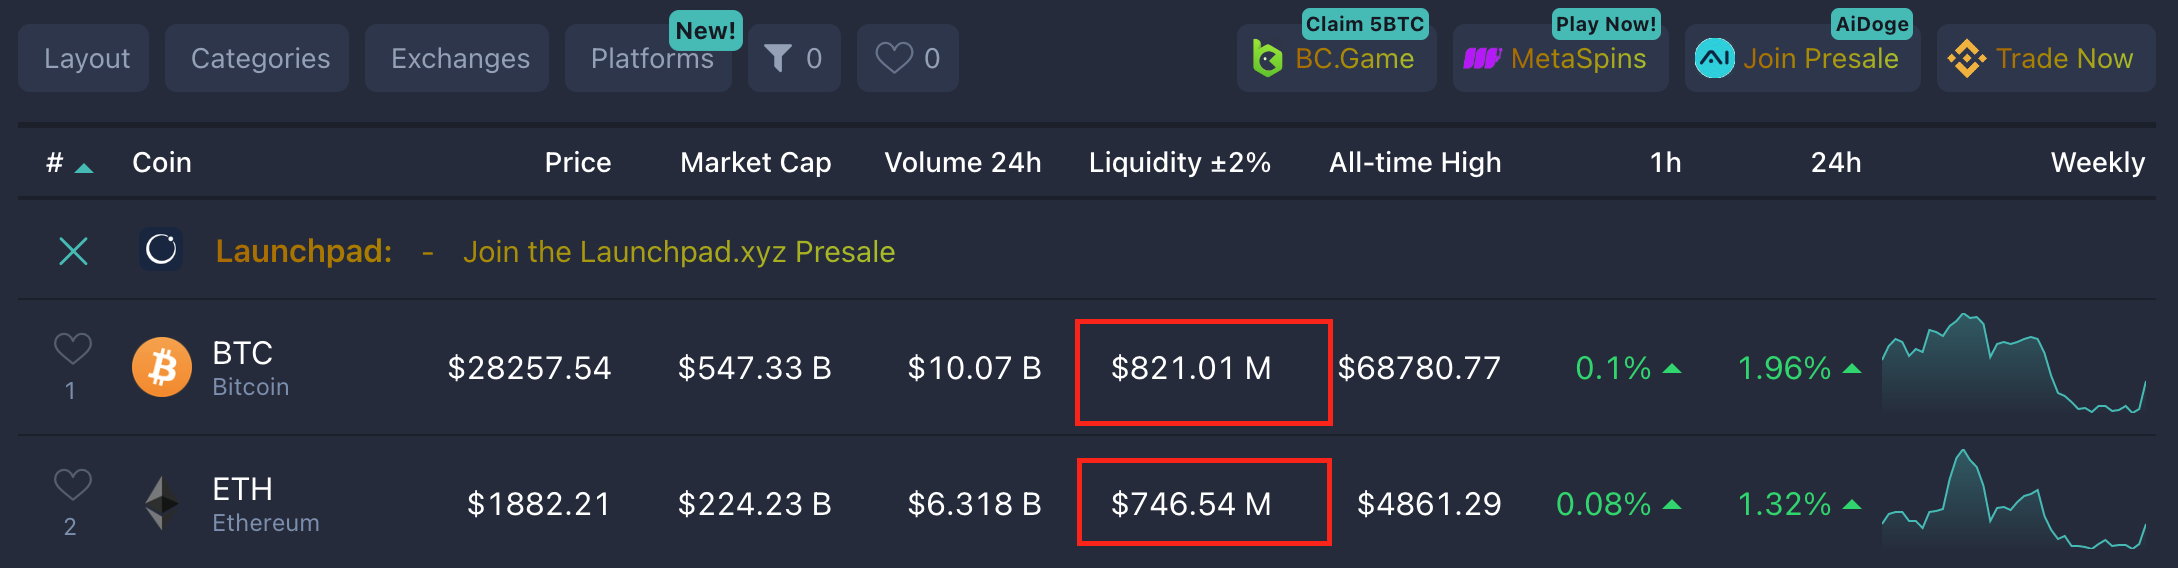 New! Claim 5BTC Play Now! AiDoge
Layout Categories Exchanges Platforms 0 0 BC.Game MetaSpins Join Presale Trade Now
# Coin Price Market Cap Volume 24h Liquidity ±2% All-time High 1h 24h Weekly
Launchpad: - Join the Launchpad.xyz Presale
BTC
$28257.54 $547.33 B $10.07 B $821.01 M $68780.77 0.1% 1.96%
1 Bitcoin
ETH
$1882.21 $224.23 B $6.318 B $746.54 M $4861.29 0.08% 1.32%
2 Ethereum